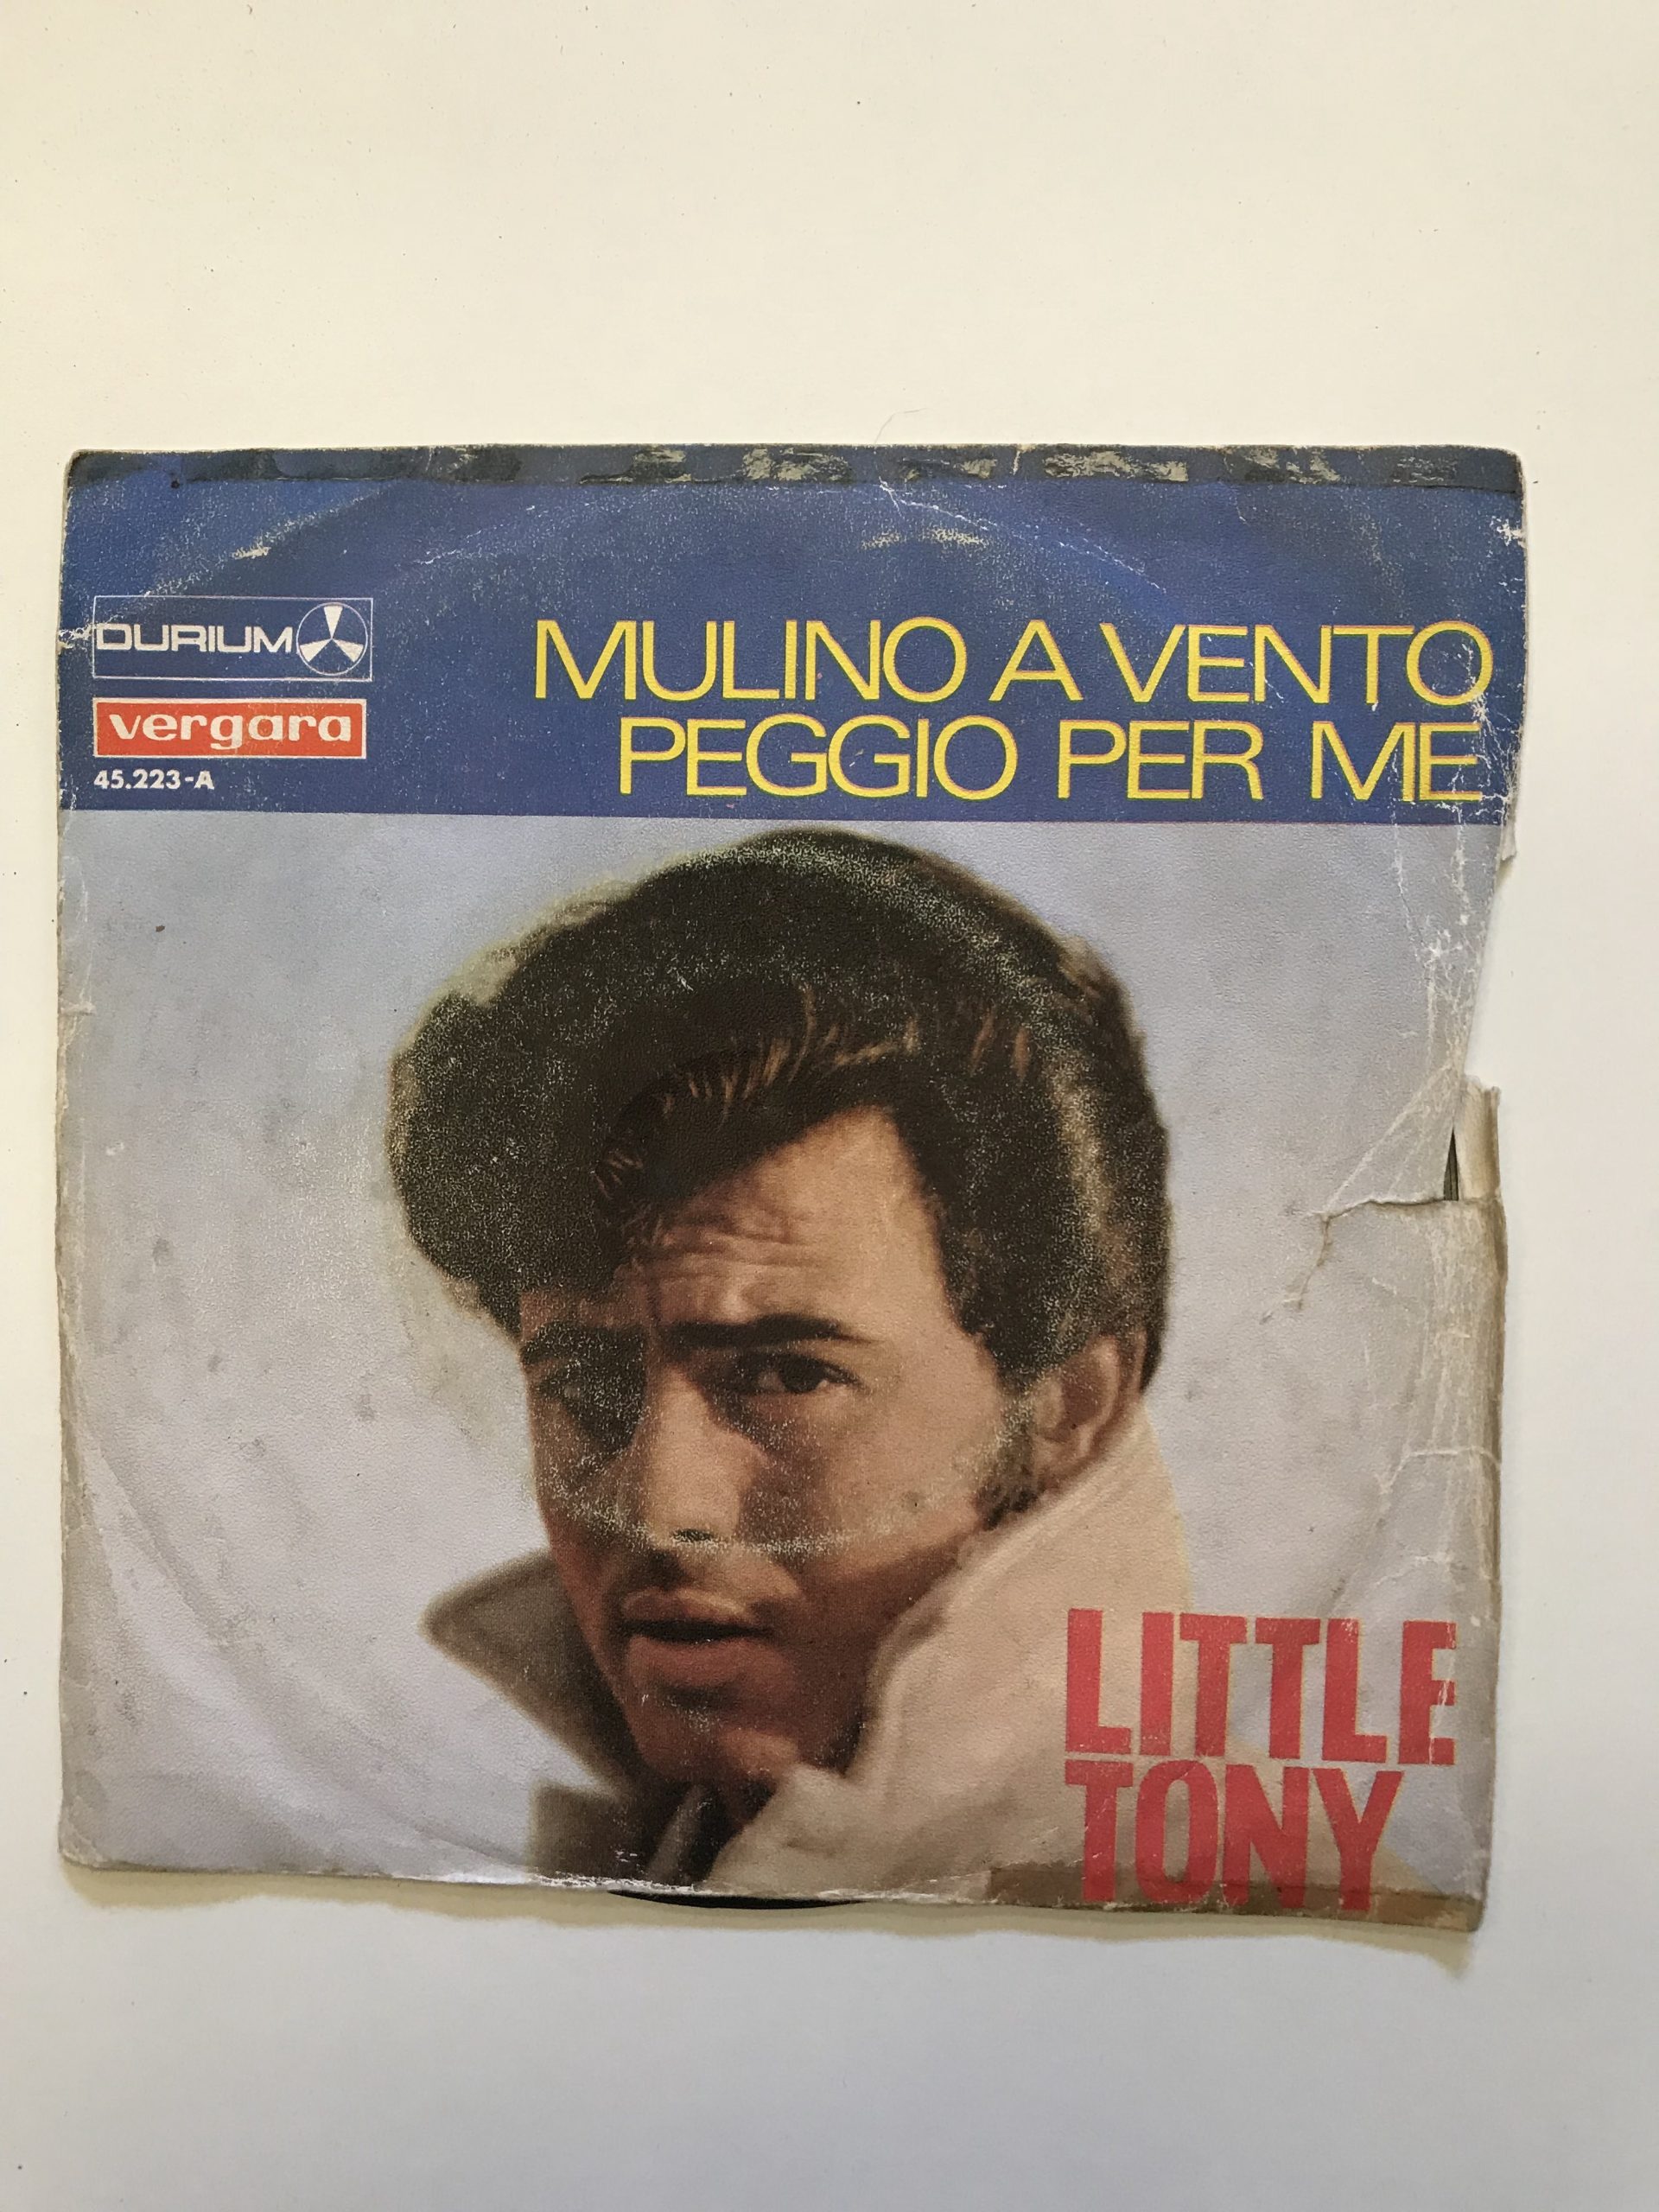 DURIUM
vergara
45.223-A
MULINO A VENTO
PEGGIO PER ME
LITTLE
TONY